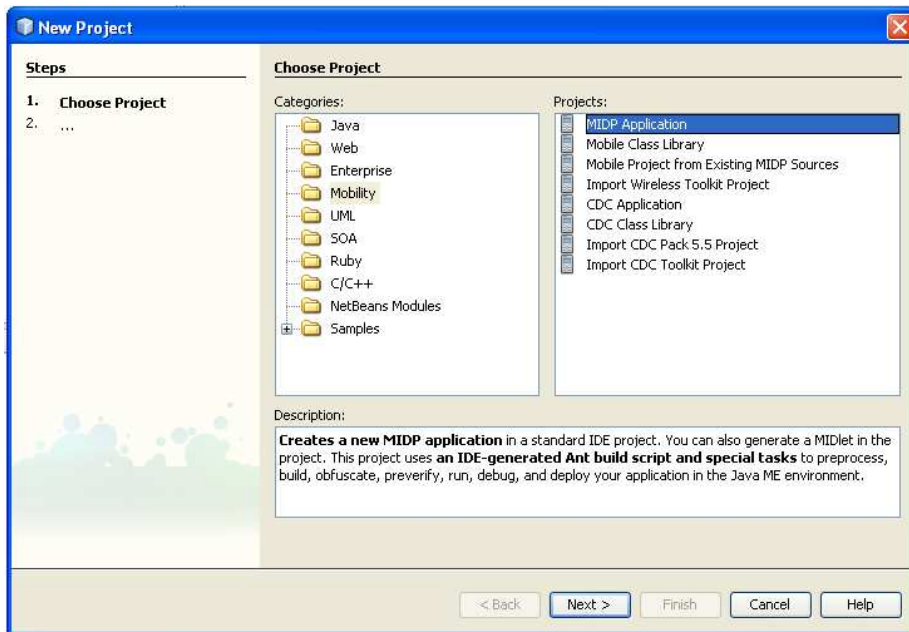 New Project
Steps
1. Choose Project
2. ...
Choose Project
Categories:
Java
Web
Enterprise
Mobility
UML
SOA
Ruby
C/C++
NetBeans Modules
Samples
Projects:
MIDP Application
Mobile Class Library
Mobile Project from Existing MIDP Sources
Import Wireless Toolkit Project
CDC Application
CDC Class Library
Import CDC Pack 5.5 Project
Import CDC Toolkit Project
Description:
Creates a new MIDP application in a standard IDE project. You can also generate a MIDlet in the
project. This project uses an IDE-generated Ant build script and special tasks to preprocess,
build, obfuscate, preverify, run, debug, and deploy your application in the Java ME environment.
< Back Next > Finish Cancel Help